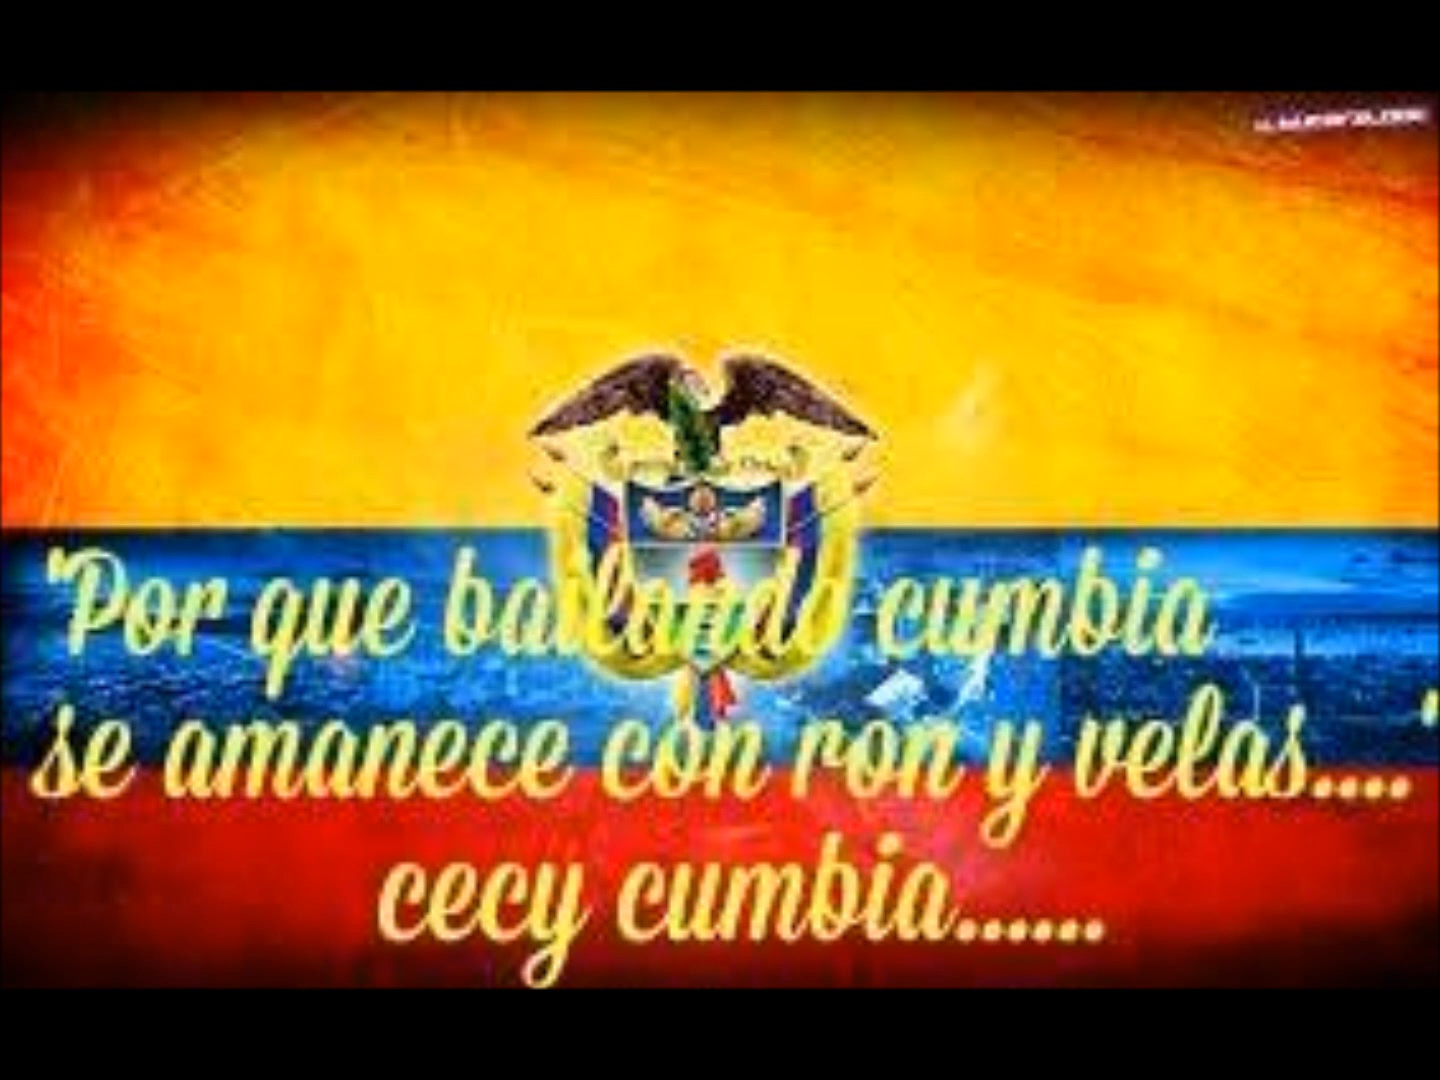 "Por que bailando cumbia
se amanece con ron y velas...."
cecy cumbia......